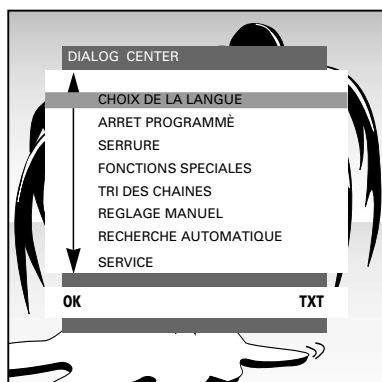 DIALOG CENTER
CHOIX DE LA LANGUE
ARRET PROGRAMMÈ
SERRURE
FONCTIONS SPECIALES
TRI DES CHAINES
REGLAGE MANUEL
RECHERCHE AUTOMATIQUE
SERVICE
OK TXT